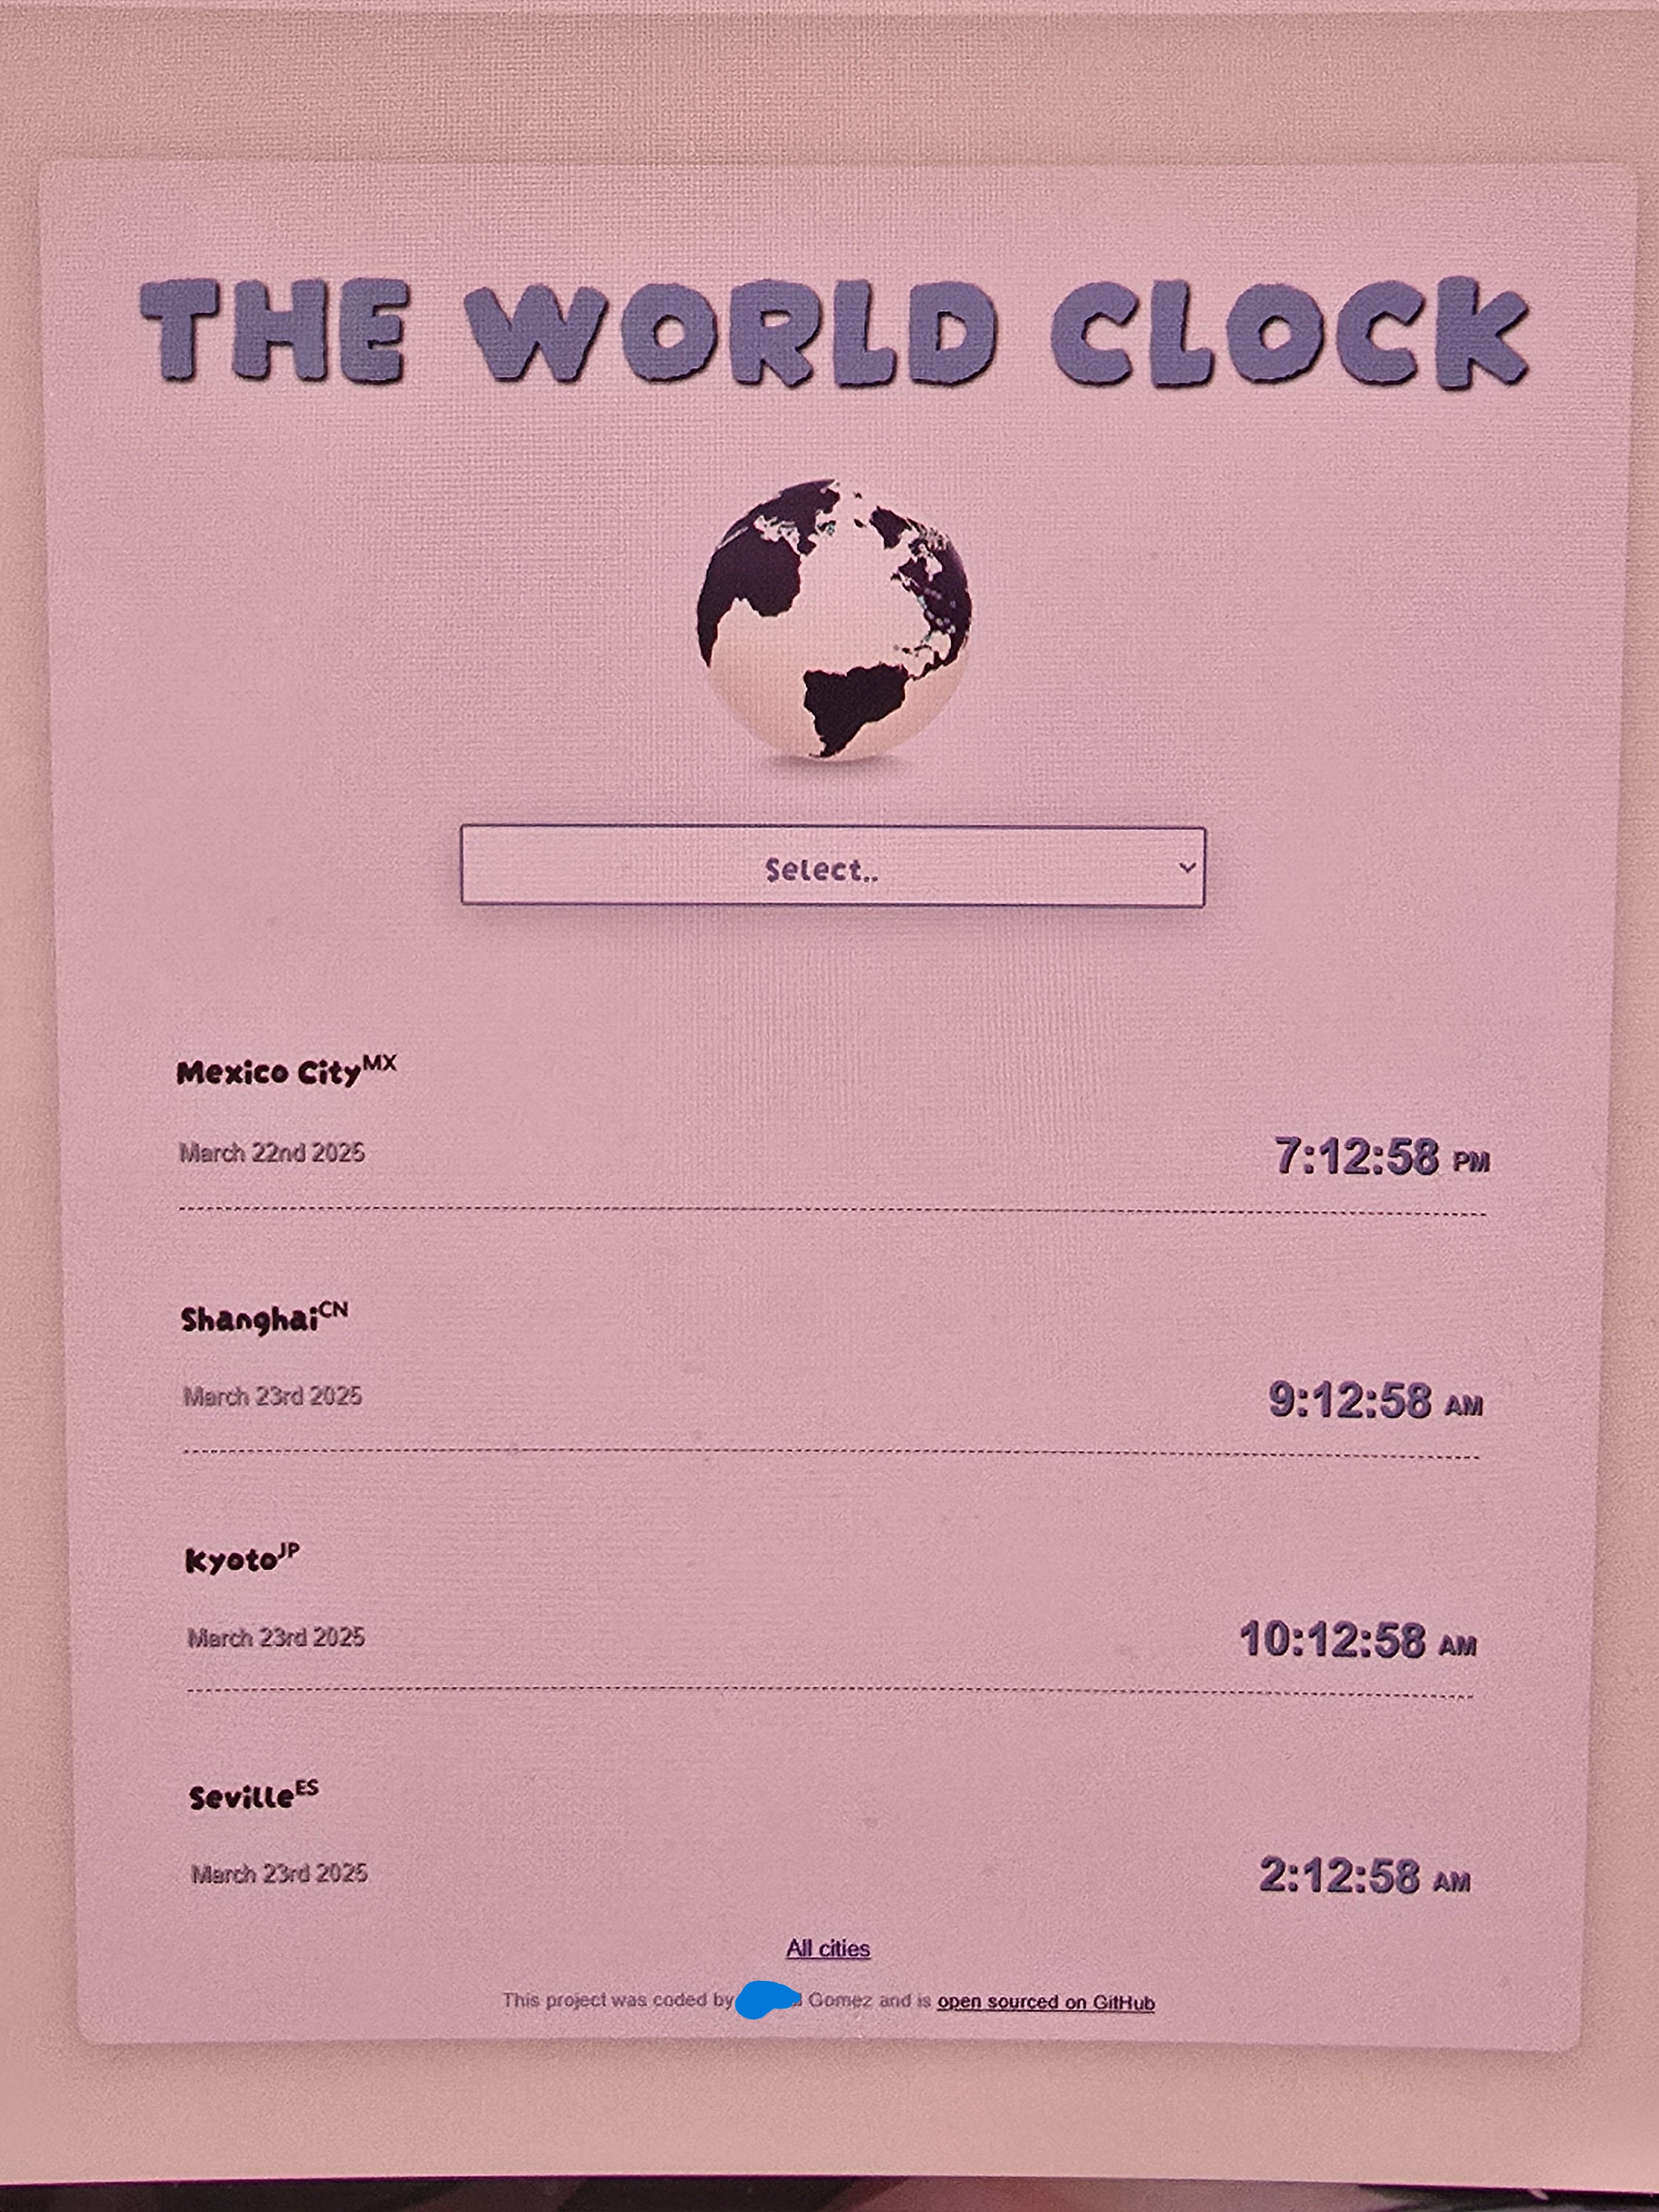 THE WORLD CLOCK
Select..
Mexico City MX
March 22nd 2025
7:12:58 PM
Shanghai CN
March 23rd 2025
9:12:58 AM
Kyoto JP
March 23rd 2025
10:12:58 AM
Seville ES
March 23rd 2025
2:12:58 AM
All cities
This project was coded by Gomez and is open sourced on GitHub